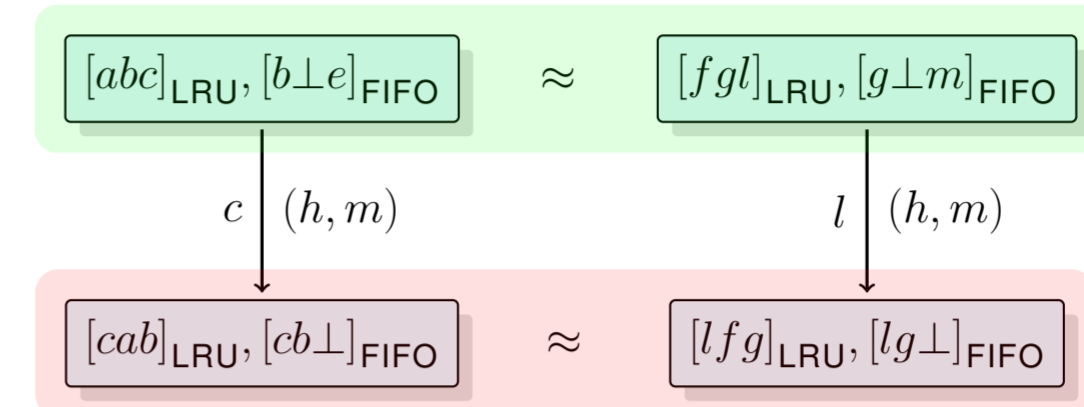 [abc]LRU, [b⊥e]FIFO ≈ [fgl]LRU, [g⊥m]FIFO
c (h, m) l (h, m)
[cab]LRU, [cb⊥]FIFO ≈ [lfg]LRU, [lg⊥]FIFO